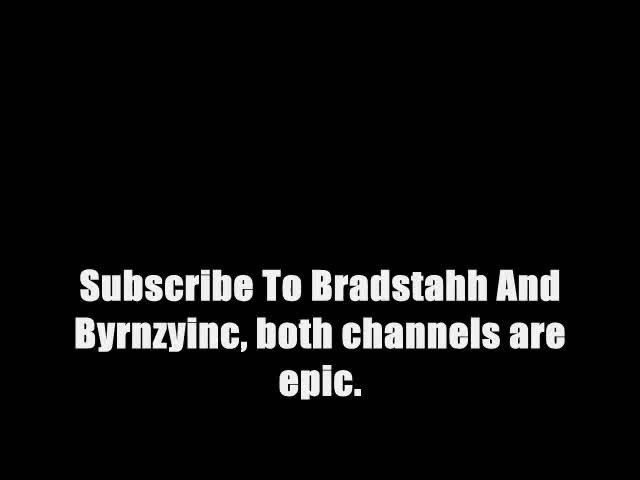 Subscribe To Bradstahh And
Byrnzyinc, both channels are
epic.